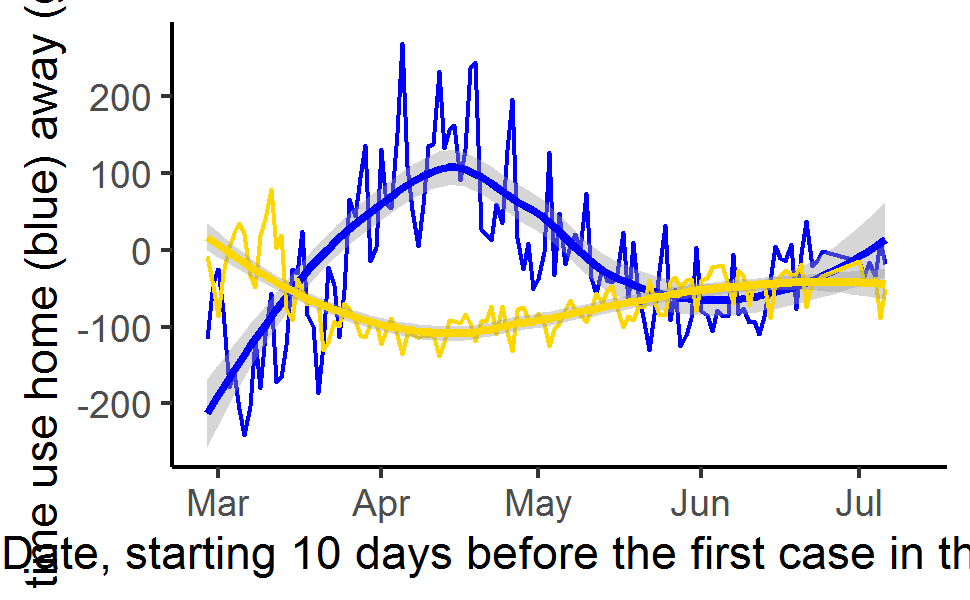 time use home (blue) away (
200
100
0
-100
-200
Mar Apr May Jun Jul
Date, starting 10 days before the first case in th